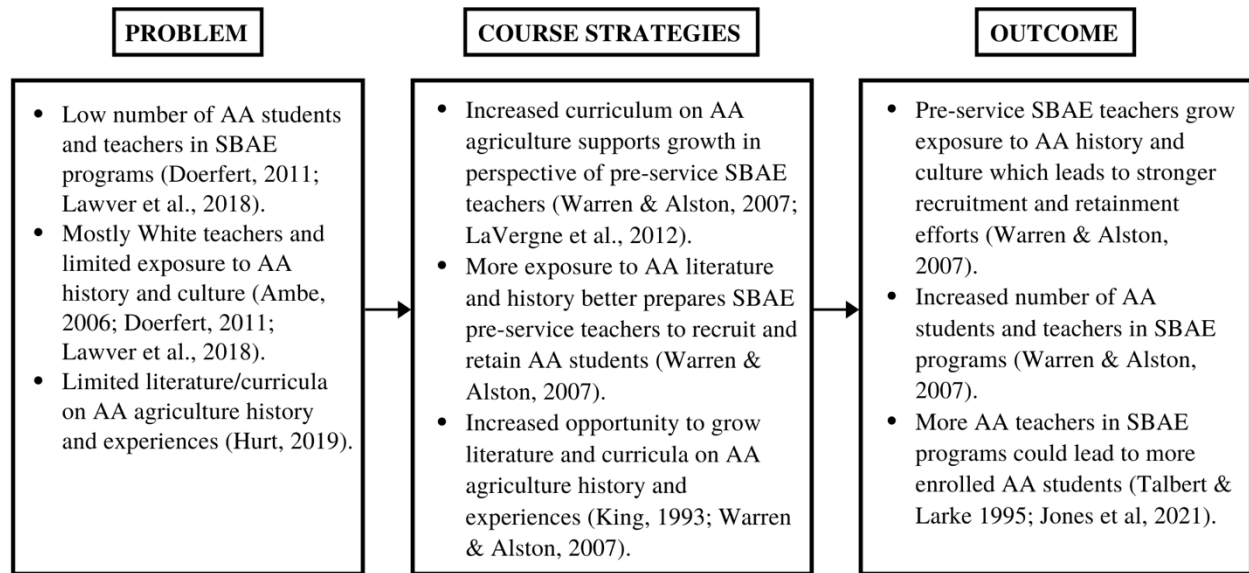 PROBLEM
• Low number of AA students
and teachers in SBAE
programs (Doerfert, 2011;
Lawver et al., 2018).
• Mostly White teachers and
limited exposure to AA
history and culture (Ambe,
2006; Doerfert, 2011;
Lawver et al., 2018).
• Limited literature/curricula
on AA agriculture history
and experiences (Hurt, 2019).
COURSE STRATEGIES
• Increased curriculum on AA
agriculture supports growth in
perspective of pre-service SBAE
teachers (Warren & Alston, 2007;
LaVergne et al., 2012).
• More exposure to AA literature
and history better prepares SBAE
pre-service teachers to recruit and
retain AA students (Warren &
Alston, 2007).
• Increased opportunity to grow
literature and curricula on AA
agriculture history and
experiences (King, 1993; Warren
& Alston, 2007).
OUTCOME
• Pre-service SBAE teachers grow
exposure to AA history and
culture which leads to stronger
recruitment and retainment
efforts (Warren & Alston,
2007).
• Increased number of AA
students and teachers in SBAE
programs (Warren & Alston,
2007).
• More AA teachers in SBAE
programs could lead to more
enrolled AA students (Talbert &
Larke 1995; Jones et al, 2021).